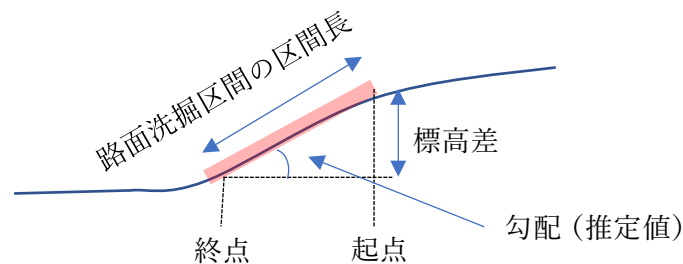 路面洗掘区間の区間長
標高差
勾配（推定値）
終点
起点